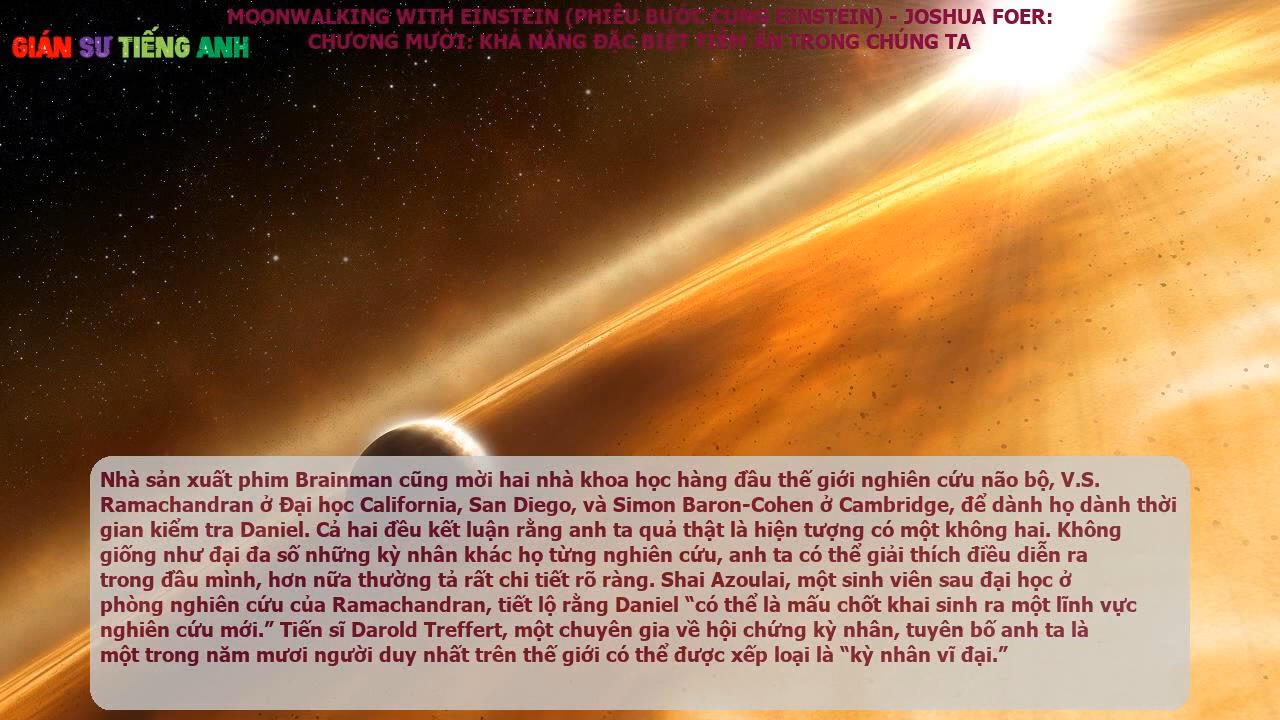 MOONWALKING WITH EINSTEIN (PHIÊU BƯỚC CÙNG EINSTEIN) - JOSHUA FOER:
CHƯƠNG MƯỜI: KHẢ NĂNG ĐẶC BIỆT TIỀM ẨN TRONG CHÚNG TA
GIÁN SƯ TIẾNG ANH
Nhà sản xuất phim Brainman cũng mời hai nhà khoa học hàng đầu thế giới nghiên cứu não bộ, V.S.
Ramachandran ở Đại học California, San Diego, và Simon Baron-Cohen ở Cambridge, để dành họ dành thời
gian kiểm tra Daniel. Cả hai đều kết luận rằng anh ta quả thật là hiện tượng có một không hai. Không
giống như đại đa số những kỳ nhân khác họ từng nghiên cứu, anh ta có thể giải thích điều diễn ra
trong đầu mình, hơn nữa thường tả rất chi tiết rõ ràng. Shai Azoulai, một sinh viên sau đại học ở
phòng nghiên cứu của Ramachandran, tiết lộ rằng Daniel “có thể là mấu chốt khai sinh ra một lĩnh vực
nghiên cứu mới.” Tiến sĩ Darold Treffert, một chuyên gia về hội chứng kỳ nhân, tuyên bố anh ta là
một trong năm mươi người duy nhất trên thế giới có thể được xếp loại là “kỳ nhân vĩ đại.”